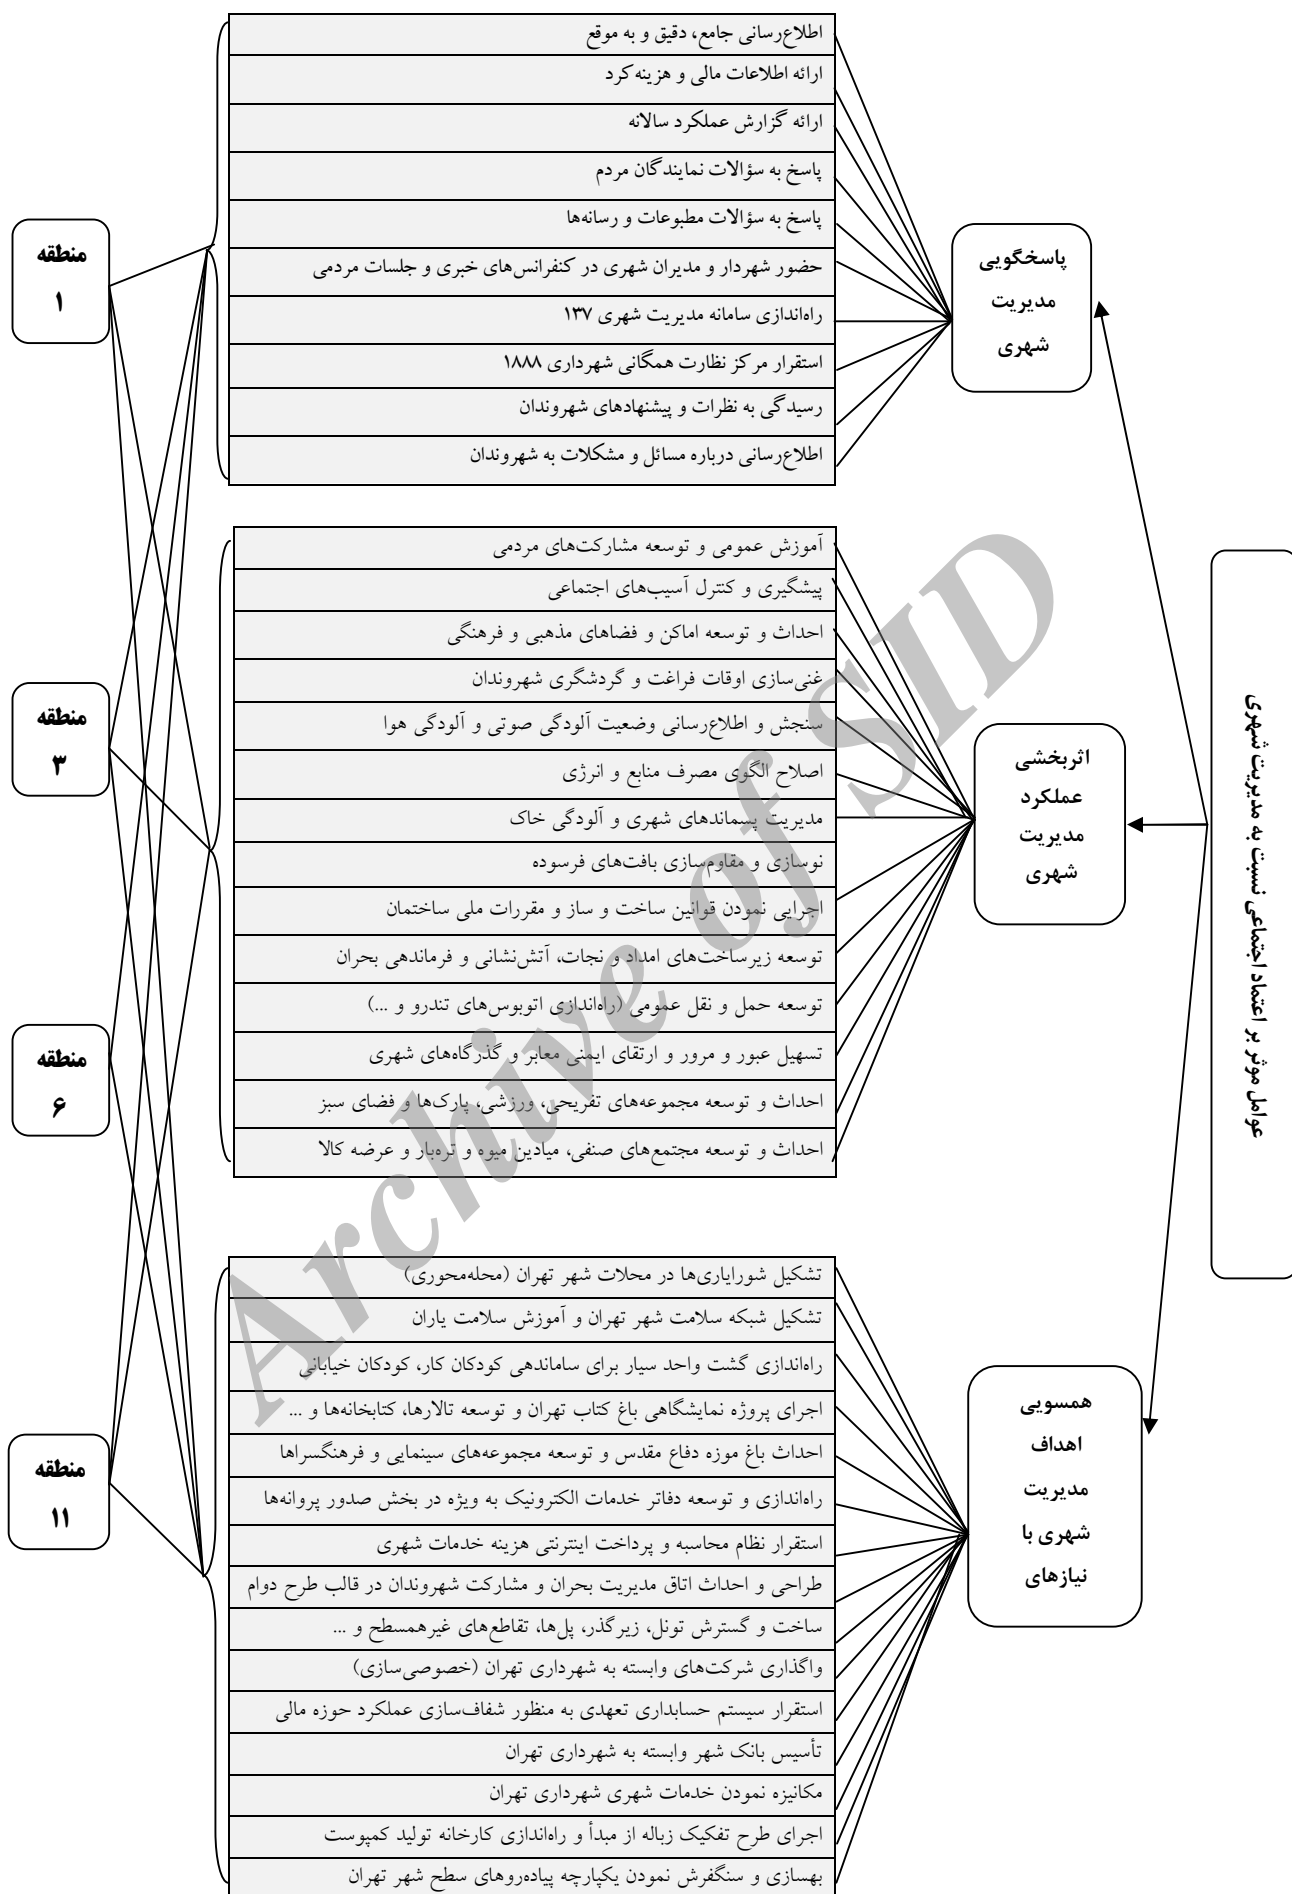 عوامل موثر بر اعتماد اجتماعی نسبت به مدیریت شهری
پاسخگویی
مدیریت
شهری
اطلاع‌رسانی جامع، دقیق و به موقع
ارائه اطلاعات مالی و هزینه کرد
ارائه گزارش عملکرد سالانه
پاسخ به سؤالات نمایندگان مردم
پاسخ به سؤالات مطبوعات و رسانه‌ها
حضور شهردار و مدیران شهری در کنفرانس‌های خبری و جلسات مردمی
راه‌اندازی سامانه مدیریت شهری ۱۳۷
استقرار مرکز نظارت همگانی شهرداری ۱۸۸۸
رسیدگی به نظرات و پیشنهادهای شهروندان
اطلاع‌رسانی درباره مسائل و مشکلات به شهروندان
اثربخشی
عملکرد
مدیریت
شهری
آموزش عمومی و توسعه مشارکت‌های مردمی
پیشگیری و کنترل آسیب‌های اجتماعی
احداث و توسعه اماکن و فضاهای مذهبی و فرهنگی
غنی‌سازی اوقات فراغت و گردشگری شهروندان
سنجش و اطلاع‌رسانی وضعیت آلودگی صوتی و آلودگی هوا
اصلاح الگوی مصرف منابع و انرژی
مدیریت پسماندهای شهری و آلودگی خاک
نوسازی و مقاوم‌سازی بافت‌های فرسوده
اجرایی نمودن قوانین ساخت و ساز و مقررات ملی ساختمان
توسعه زیرساخت‌های امداد و نجات، آتش‌نشانی و فرماندهی بحران
توسعه حمل و نقل عمومی (راه‌اندازی اتوبوس‌های تندرو و ...)
تسهیل عبور و مرور و ارتقای ایمنی معابر و گذرگاه‌های شهری
احداث و توسعه مجموعه‌های تفریحی، ورزشی، پارک‌ها و فضای سبز
احداث و توسعه مجتمع‌های صنفی، میادین میوه و تره‌بار و عرضه کالا
همسویی
اهداف
مدیریت
شهری با
نیازهای
تشکیل شورایاری‌ها در محلات شهر تهران (محله‌محوری)
تشکیل شبکه سلامت شهر تهران و آموزش سلامت یاران
راه‌اندازی گشت واحد سیار برای ساماندهی کودکان کار، کودکان خیابانی
اجرای پروژه نمایشگاهی باغ کتاب تهران و توسعه تالارها، کتابخانه‌ها و ...
احداث باغ موزه دفاع مقدس و توسعه مجموعه‌های سینمایی و فرهنگسراها
راه‌اندازی و توسعه دفاتر خدمات الکترونیک به ویژه در بخش صدور پروانه‌ها
استقرار نظام محاسبه و پرداخت اینترنتی هزینه خدمات شهری
طراحی و احداث اتاق مدیریت بحران و مشارکت شهروندان در قالب طرح دوام
ساخت و گسترش تونل، زیرگذر، پل‌ها، تقاطع‌های غیرهمسطح و ...
واگذاری شرکت‌های وابسته به شهرداری تهران (خصوصی‌سازی)
استقرار سیستم حسابداری تعهدی به منظور شفاف‌سازی عملکرد حوزه مالی
تأسیس بانک شهر وابسته به شهرداری تهران
مکانیزه نمودن خدمات شهری شهرداری تهران
اجرای طرح تفکیک زباله از مبدأ و راه‌اندازی کارخانه تولید کمپوست
بهسازی و سنگفرش نمودن یکپارچه پیاده‌روهای سطح شهر تهران
منطقه
۱
منطقه
۳
منطقه
۶
منطقه
۱۱
Archive of SID